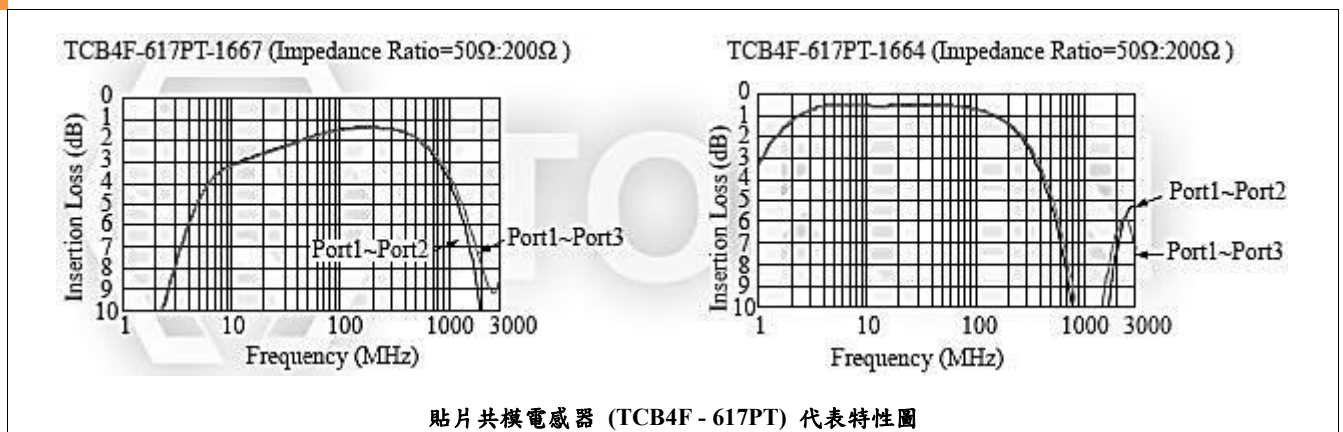 TCB4F-617PT-1667 (Impedance Ratio=50Ω:200Ω )
Insertion Loss (dB)
0
1
2
3
4
5
6
7
8
9
10
Port1~Port2
Port1~Port3
1 10 100 1000 3000
Frequency (MHz)
TCB4F-617PT-1664 (Impedance Ratio=50Ω:200Ω )
Insertion Loss (dB)
0
1
2
3
4
5
6
7
8
9
10
Port1~Port2
Port1~Port3
1 10 100 1000 3000
Frequency (MHz)
貼片共模電感器 (TCB4F - 617PT) 代表特性圖